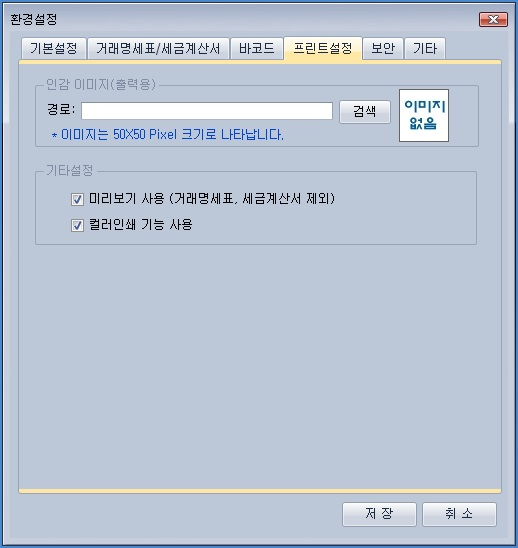 환경설정
기본설정 거래명세표/세금계산서 바코드 프린트설정 보안 기타
인감 이미지(출력용)
경로: 검색
이미지
없음
* 이미지는 50X50 Pixel 크기로 나타납니다.
기타설정
미리보기 사용 (거래명세표, 세금계산서 제외)
컬러인쇄 기능 사용
저 장 취 소